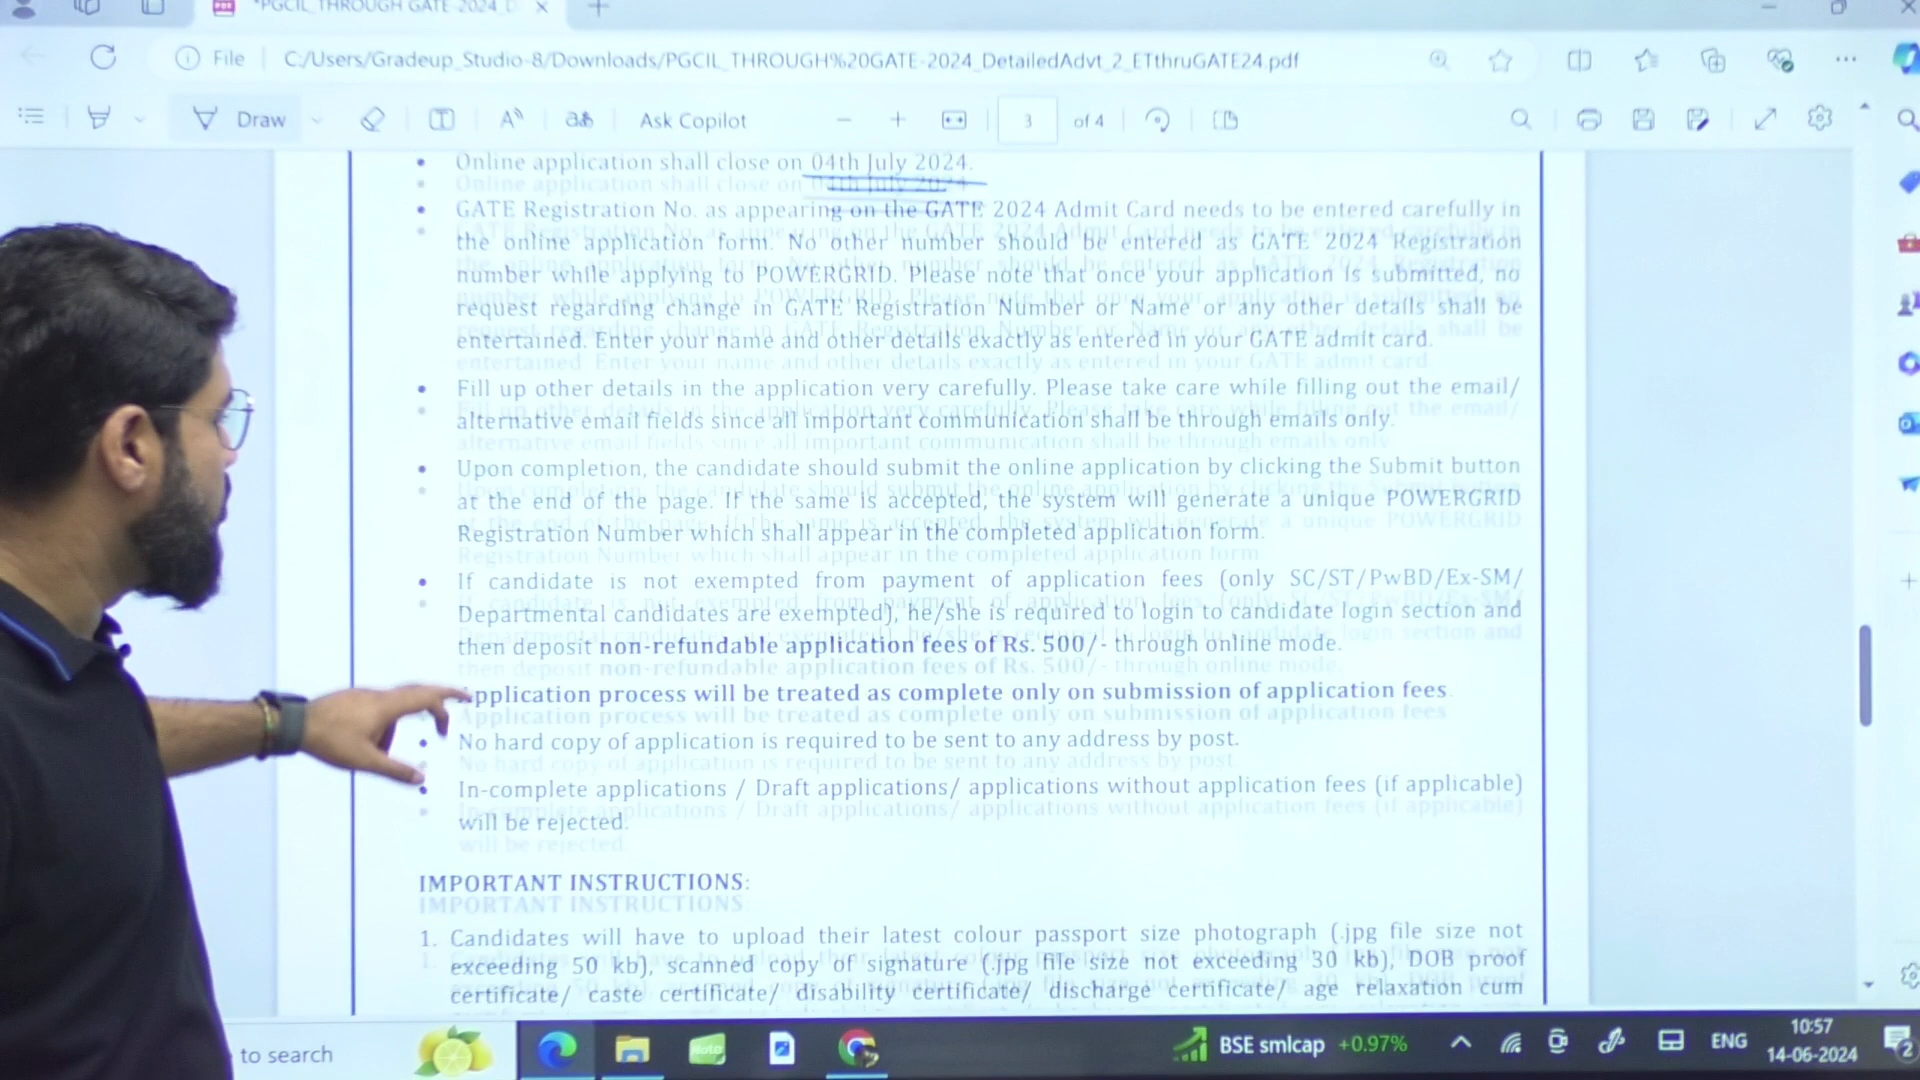 *PGCIL_THROUGH GATE-2024_D
File C:/Users/Gradeup_Studio-8/Downloads/PGCIL_THROUGH%20GATE-2024_DetailedAdvt_2_ETthruGATE24.pdf
Draw Ask Copilot 3 of 4
• Online application shall close on 04th July 2024.
• GATE Registration No. as appearing on the GATE 2024 Admit Card needs to be entered carefully in
the online application form. No other number should be entered as GATE 2024 Registration
number while applying to POWERGRID. Please note that once your application is submitted, no
request regarding change in GATE Registration Number or Name or any other details shall be
entertained. Enter your name and other details exactly as entered in your GATE admit card.
• Fill up other details in the application very carefully. Please take care while filling out the email/
alternative email fields since all important communication shall be through emails only.
• Upon completion, the candidate should submit the online application by clicking the Submit button
at the end of the page. If the same is accepted, the system will generate a unique POWERGRID
Registration Number which shall appear in the completed application form.
• If candidate is not exempted from payment of application fees (only SC/ST/PwBD/Ex-SM/
Departmental candidates are exempted), he/she is required to login to candidate login section and
then deposit non-refundable application fees of Rs. 500/- through online mode.
Application process will be treated as complete only on submission of application fees.
• No hard copy of application is required to be sent to any address by post.
• In-complete applications / Draft applications/ applications without application fees (if applicable)
will be rejected.
IMPORTANT INSTRUCTIONS:
1. Candidates will have to upload their latest colour passport size photograph (.jpg file size not
exceeding 50 kb), scanned copy of signature (.jpg file size not exceeding 30 kb), DOB proof
certificate/ caste certificate/ disability certificate/ discharge certificate/ age relaxation cum
to search
BSE smlcap +0.97%
ENG
10:57
14-06-2024
2